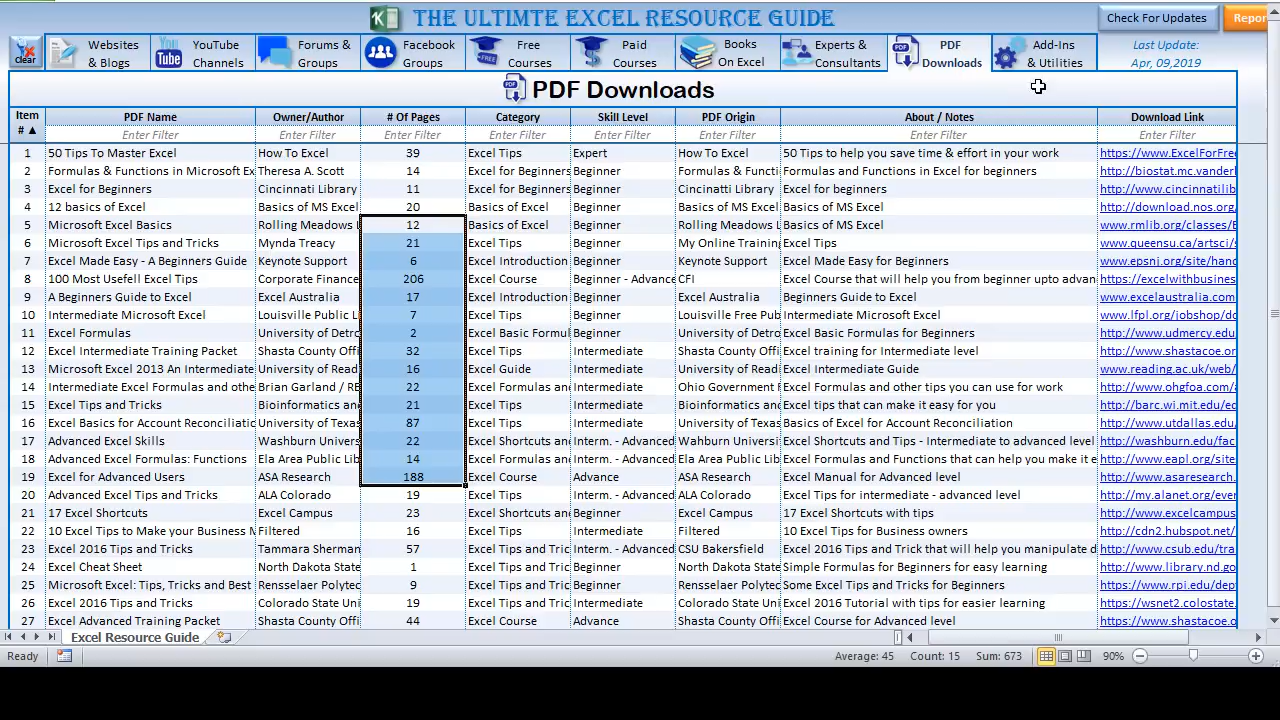 THE ULTIMTE EXCEL RESOURCE GUIDE
Check For Updates
Repor
Clear
Websites & Blogs
You Tube
YouTube Channels
Forums & Groups
Facebook Groups
FREE
Free Courses
Paid Courses
Books On Excel
Experts & Consultants
PDF
PDF Downloads
Add-Ins & Utilities
Last Update: Apr, 09,2019
PDF Downloads
Item # ▲ PDF Name Owner/Author # Of Pages Category Skill Level PDF Origin About / Notes Download Link
Enter Filter Enter Filter Enter Filter Enter Filter Enter Filter Enter Filter Enter Filter Enter Filter
1 50 Tips To Master Excel How To Excel 39 Excel Tips Expert How To Excel 50 Tips to help you save time & effort in your work https://www.ExcelForFre
2 Formulas & Functions in Microsoft Ex Theresa A. Scott 14 Excel for Beginners Beginner Formulas & Functi Formulas and Functions in Excel for beginners http://biostat.mc.vander
3 Excel for Beginners Cincinnati Library 11 Excel for Beginners Beginner Cincinatti Library Excel for beginners http://www.cincinnatilib
4 12 basics of Excel Basics of MS Excel 20 Basics of Excel Beginner Basics of MS Excel Basics of MS Excel http://download.nos.org
5 Microsoft Excel Basics Rolling Meadows L 12 Basics of Excel Beginner Rolling Meadows Basics of MS Excel www.rmlib.org/classes/E
6 Microsoft Excel Tips and Tricks Mynda Treacy 21 Excel Tips Beginner My Online Training Excel Tips www.queensu.ca/artsci/
7 Excel Made Easy - A Beginners Guide Keynote Support 6 Excel Introduction Beginner Keynote Support Excel Made Easy for Beginners www.epsnj.org/site/hand
8 100 Most Usefell Excel Tips Corporate Finance 206 Excel Course Beginner - Advance CFI Excel Course that will help you from beginner upto advan https://excelwithbusines
9 A Beginners Guide to Excel Excel Australia 17 Excel Introduction Beginner Excel Australia Beginners Guide to Excel www.excelaustralia.com
10 Intermediate Microsoft Excel Louisville Public Li 7 Excel Tips Beginner Louisville Free Pub Intermediate Microsoft Excel www.lfpl.org/jobshop/do
11 Excel Formulas University of Detro 2 Excel Basic Formul Beginner University of Detro Excel Basic Formulas for Beginners www.udmercy.edu
12 Excel Intermediate Training Packet Shasta County Offi 32 Excel Tips Intermediate Shasta County Offi Excel training for Intermediate level http://www.shastacoe.or
13 Microsoft Excel 2013 An Intermediate University of Read 16 Excel Guide Intermediate University of Readi Excel Intermediate Guide www.reading.ac.uk/web/
14 Intermediate Excel Formulas and othe Brian Garland / RE 22 Excel Formulas and Intermediate Ohio Government Excel Formulas and other tips you can use for work http://www.ohgfoa.com/
15 Excel Tips and Tricks Bioinformatics and 21 Excel Tips Intermediate Bioinformatics and Excel tips that can make it easy for you http://barc.wi.mit.edu/ed
16 Excel Basics for Account Reconciliatic University of Texas 87 Excel Tips Intermediate University of Texas Basics of Excel for Account Reconciliation http://www.utdallas.edu/
17 Advanced Excel Skills Washburn Univers 22 Excel Shortcuts and Interm. - Advanced Wahburn Universi Excel Shortcuts and Tips - Intermediate to advanced level http://washburn.edu/fac
18 Advanced Excel Formulas: Functions Ela Area Public Lib 14 Excel Formulas and Interm. - Advanced Ela Area Public Lib Excel Formulas and Functions that can help you make it e http://www.eapl.org/site
19 Excel for Advanced Users ASA Research 188 Excel Course Advance ASA Research Excel Manual for Advanced level http://www.asaresearch.
20 Advanced Excel Tips and Tricks ALA Colorado 19 Excel Tips Interm. - Advanced ALA Colorado Excel Tips for intermediate - advanced level http://my.alanet.org/ever
21 17 Excel Shortcuts Excel Campus 23 Excel Shortcuts and Beginner Excel Campus 17 Excel Shortcuts with tips http://www.excelcampus
22 10 Excel Tips to Make your Business M Filtered 16 Excel Tips Intermediate Filtered 10 Excel Tips for Business owners http://cdn2.hubspot.net/
23 Excel 2016 Tips and Tricks Tammara Sherman 57 Excel Tips and Tric Interm. - Advanced CSU Bakersfield Excel 2016 Tips and Trick that will help you manipulate d https://www.csub.edu/tra
24 Excel Cheat Sheet North Dakota State 1 Excel Tips and Tric Beginner North Dakota State Simple Formulas for Beginners for easy learning http://www.library.nd.go
25 Microsoft Excel: Tips, Tricks and Best Rensselaer Polytec 9 Excel Tips and Tric Beginner Rensselaer Polytec Some Excel Tips and Tricks for Beginners http://www.rpi.edu/dep
26 Excel 2016 Tips and Tricks Colorado State Uni 19 Excel Tips and Tric Intermediate Colorado State Uni Excel 2016 Tutorial with tips for easier learning https://wsnet2.colostate
27 Advanced Excel Training Packet Shasta County Offi 44 Excel Course Advance Shasta County Offi Excel Course for Advanced level https://www.shastacoe.o
Excel Resource Guide
Ready Average: 45 Count: 15 Sum: 673 90%